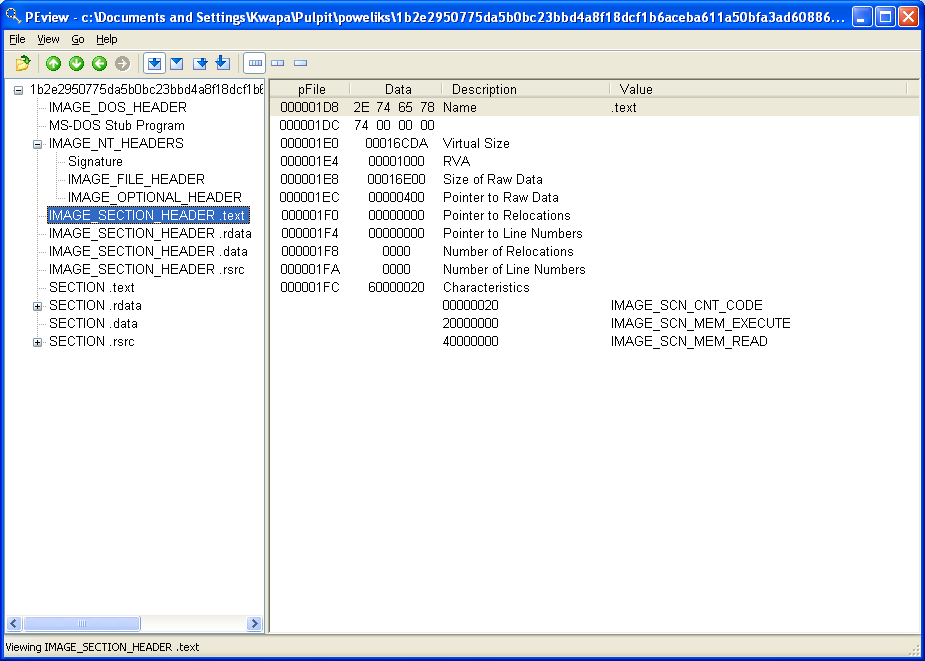 PEview - c:\Documents and Settings\Kwapa\Pulpit\poweliks\1b2e2950775da5b0bc23bbd4a8f18dcf1b6aceba611a50bfa3ad60886...
File View Go Help
1b2e2950775da5b0bc23bbd4a8f18dcf1b6
IMAGE_DOS_HEADER
MS-DOS Stub Program
IMAGE_NT_HEADERS
Signature
IMAGE_FILE_HEADER
IMAGE_OPTIONAL_HEADER
IMAGE_SECTION_HEADER .text
IMAGE_SECTION_HEADER .rdata
IMAGE_SECTION_HEADER .data
IMAGE_SECTION_HEADER .rsrc
SECTION .text
SECTION .rdata
SECTION .data
SECTION .rsrc
pFile Data Description Value
000001D8 2E 74 65 78 Name .text
000001DC 74 00 00 00
000001E0 00016CDA Virtual Size
000001E4 00001000 RVA
000001E8 00016E00 Size of Raw Data
000001EC 00000400 Pointer to Raw Data
000001F0 00000000 Pointer to Relocations
000001F4 00000000 Pointer to Line Numbers
000001F8 0000 Number of Relocations
000001FA 0000 Number of Line Numbers
000001FC 60000020 Characteristics
00000020 IMAGE_SCN_CNT_CODE
20000000 IMAGE_SCN_MEM_EXECUTE
40000000 IMAGE_SCN_MEM_READ
Viewing IMAGE_SECTION_HEADER .text